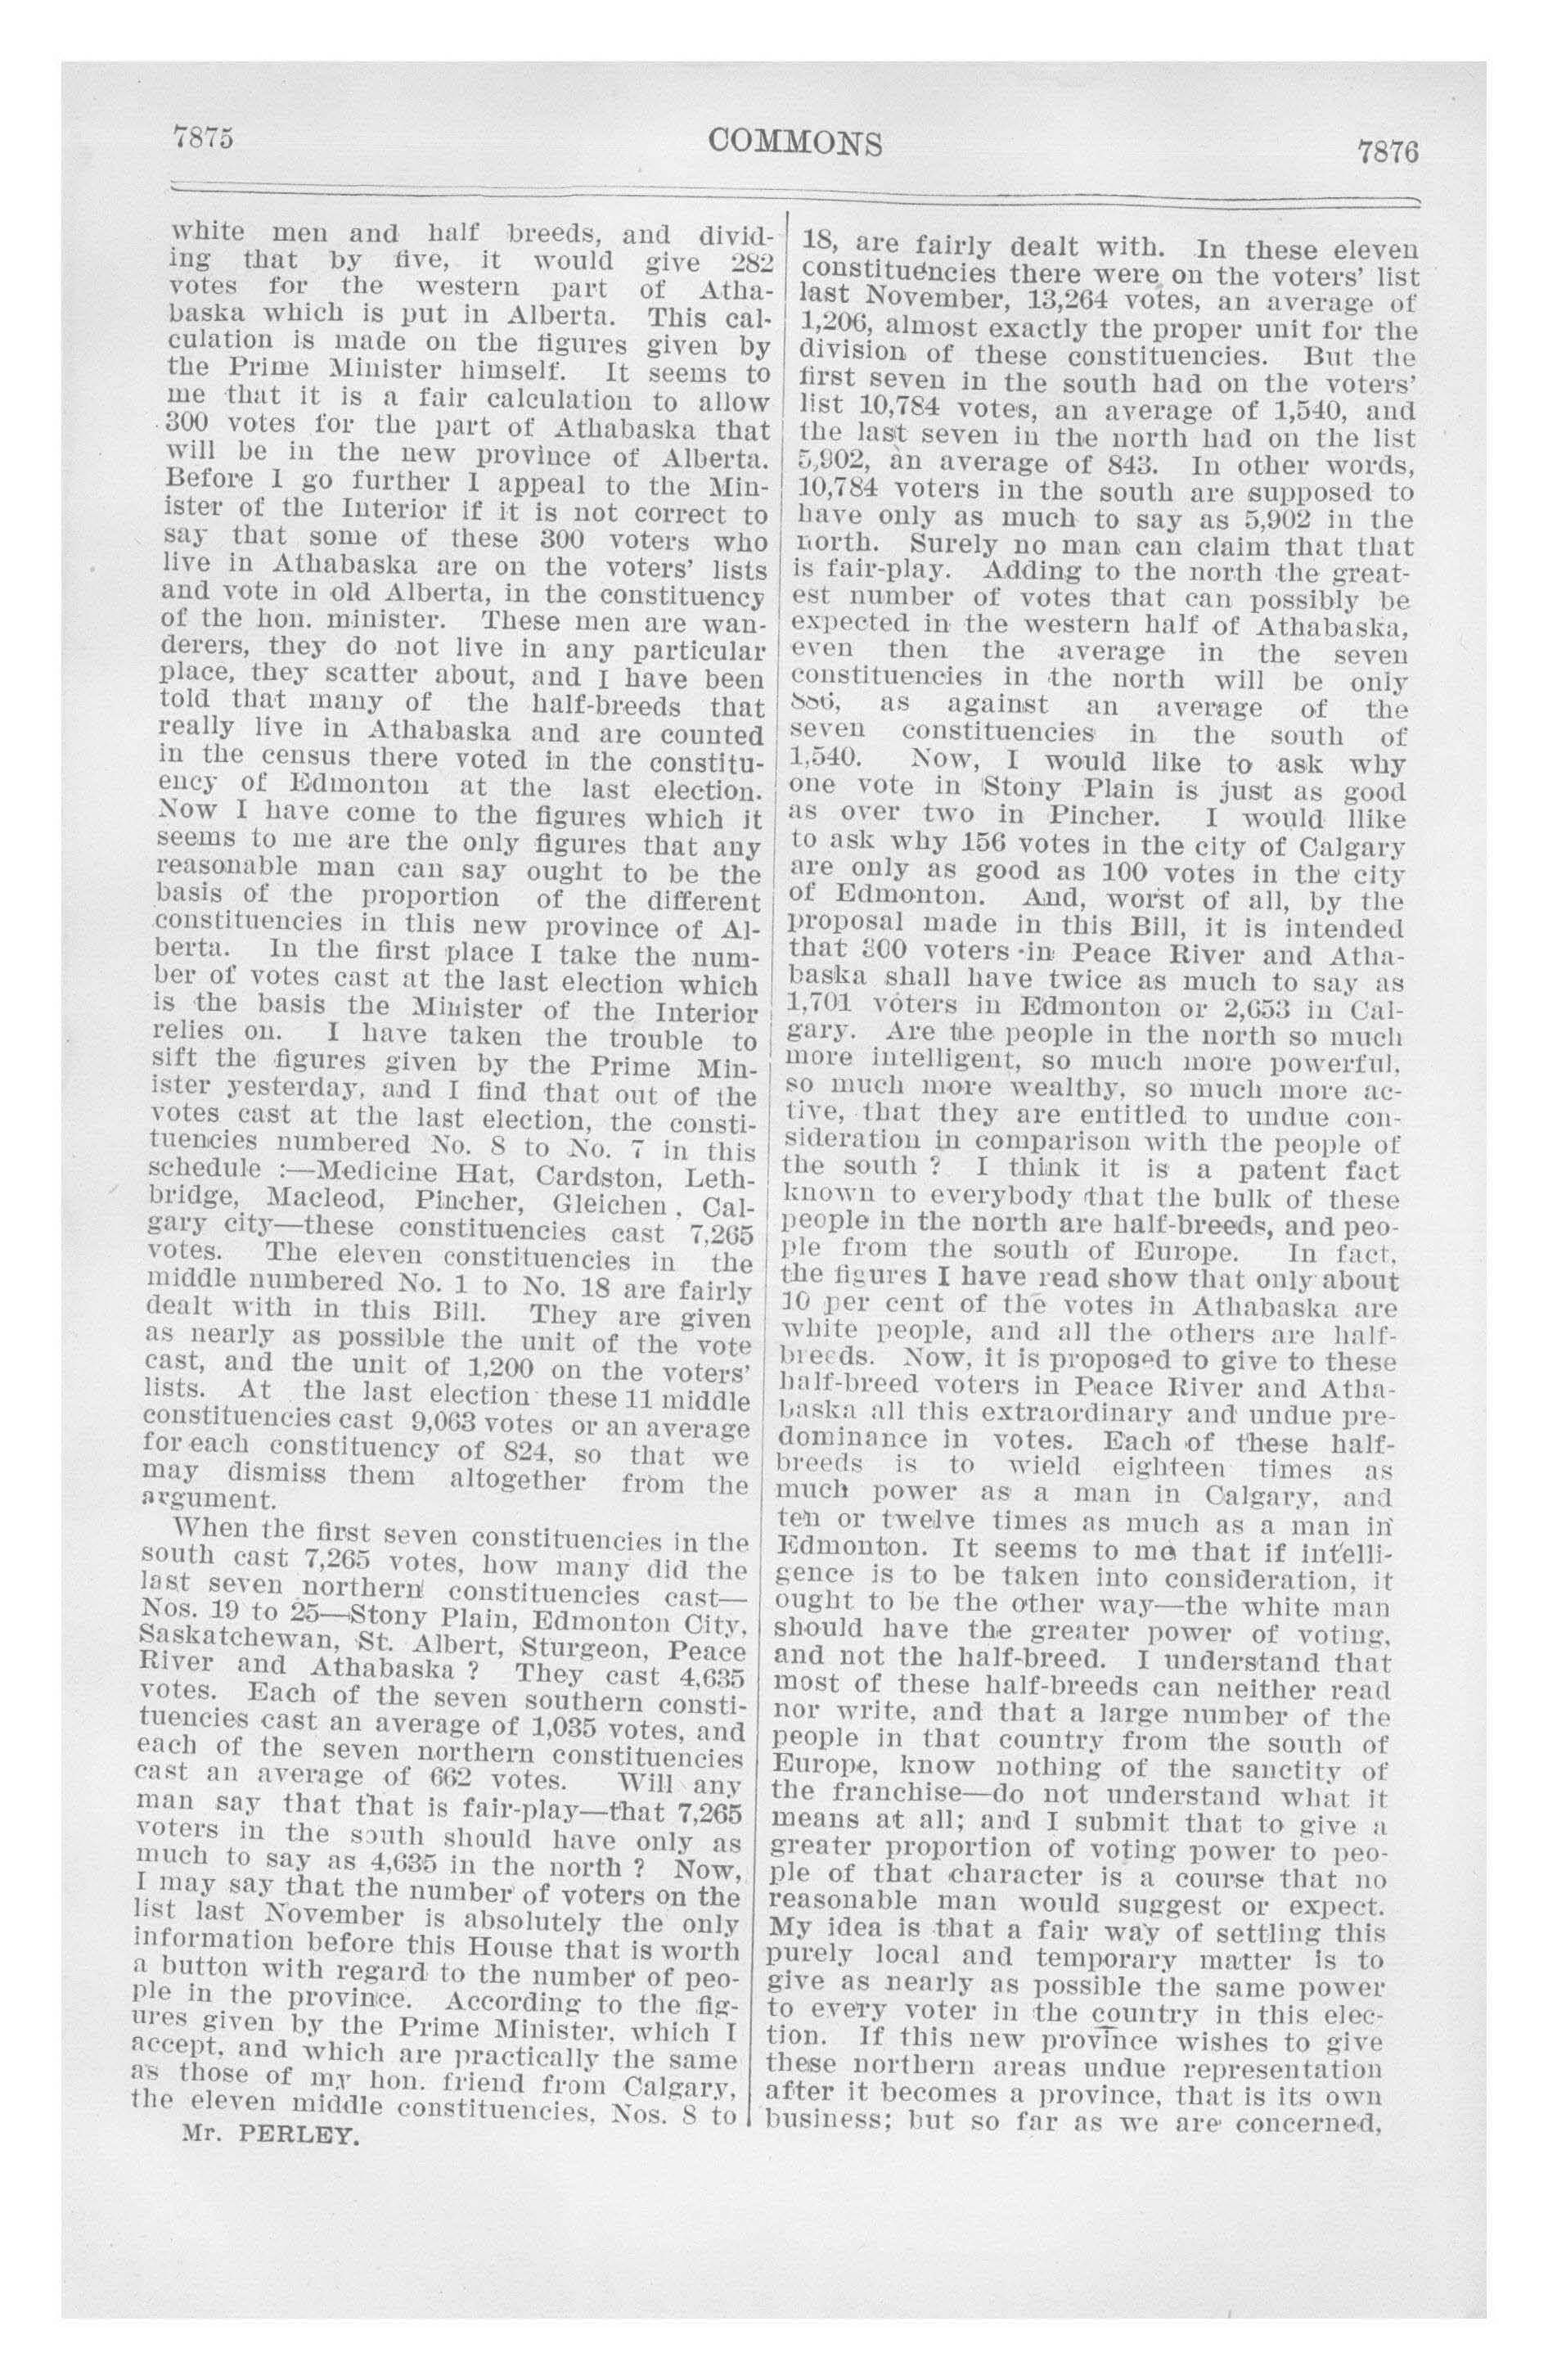 7875
COMMONS
7876
white men and half breeds, and divid-
ing that by five, it would give 282
votes for the western part of Atha-
baska which is put in Alberta. This cal-
culation is made on the figures given by
the Prime Minister himself. It seems to
me that it is a fair calculation to allow
300 votes for the part of Athabaska that
will be in the new province of Alberta.
Before I go further I appeal to the Min-
ister of the Interior if it is not correct to
say that some of these 300 voters who
live in Athabaska are on the voters' lists
and vote in old Alberta, in the constituency
of the hon. minister. These men are wan-
derers, they do not live in any particular
place, they scatter about, and I have been
told that many of the half-breeds that
really live in Athabaska and are counted
in the census there voted in the constitu-
ency of Edmonton at the last election.
Now I have come to the figures which it
seems to me are the only figures that any
reasonable man can say ought to be the
basis of the proportion of the different
constituencies in this new province of Al-
berta. In the first place I take the num-
ber of votes cast at the last election which
is the basis the Minister of the Interior
relies on. I have taken the trouble to
sift the figures given by the Prime Min-
ister yesterday, and I find that out of the
votes cast at the last election, the consti-
tuencies numbered No. 8 to No. 7 in this
schedule :—Medicine Hat, Cardston, Leth-
bridge, Macleod, Pincher, Gleichen, Cal-
gary city—these constituencies cast 7,265
votes. The eleven constituencies in the
middle numbered No. 1 to No. 18 are fairly
dealt with in this Bill. They are given
as nearly as possible the unit of the vote
cast, and the unit of 1,200 on the voters'
lists. At the last election these 11 middle
constituencies cast 9,063 votes or an average
for each constituency of 824, so that we
may dismiss them altogether from the
argument.
When the first seven constituencies in the
south cast 7,265 votes, how many did the
last seven northern constituencies cast—
Nos. 19 to 25—Stony Plain, Edmonton City,
Saskatchewan, St. Albert, Sturgeon, Peace
River and Athabaska ? They cast 4,635
votes. Each of the seven southern consti-
tuencies cast an average of 1,035 votes, and
each of the seven northern constituencies
cast an average of 662 votes. Will any
man say that that is fair-play—that 7,265
voters in the south should have only as
much to say as 4,635 in the north ? Now,
I may say that the number of voters on the
list last November is absolutely the only
information before this House that is worth
a button with regard to the number of peo-
ple in the province. According to the fig-
ures given by the Prime Minister, which I
accept, and which are practically the same
as those of my hon. friend from Calgary,
the eleven middle constituencies, Nos. 8 to
Mr. PERLEY.
18, are fairly dealt with. In these eleven
constituencies there were on the voters' list
last November, 13,264 votes, an average of
1,206, almost exactly the proper unit for the
division of these constituencies. But the
first seven in the south had on the voters'
list 10,784 votes, an average of 1,540, and
the last seven in the north had on the list
5,902, an average of 843. In other words,
10,784 voters in the south are supposed to
have only as much to say as 5,902 in the
north. Surely no man can claim that that
is fair-play. Adding to the north the great-
est number of votes that can possibly be
expected in the western half of Athabaska,
even then the average in the seven
constituencies in the north will be only
886, as against an average of the
seven constituencies in the south of
1,540. Now, I would like to ask why
one vote in Stony Plain is just as good
as over two in Pincher. I would llike
to ask why 156 votes in the city of Calgary
are only as good as 100 votes in the city
of Edmonton. And, worst of all, by the
proposal made in this Bill, it is intended
that 300 voters in Peace River and Atha-
baska shall have twice as much to say as
1,701 voters in Edmonton or 2,653 in Cal-
gary. Are the people in the north so much
more intelligent, so much more powerful,
so much more wealthy, so much more ac-
tive, that they are entitled to undue con-
sideration in comparison with the people of
the south ? I think it is a patent fact
known to everybody that the bulk of these
people in the north are half-breeds, and peo-
ple from the south of Europe. In fact,
the figures I have read show that only about
10 per cent of the votes in Athabaska are
white people, and all the others are half-
breeds. Now, it is proposed to give to these
half-breed voters in Peace River and Atha-
baska all this extraordinary and undue pre-
dominance in votes. Each of these half-
breeds is to wield eighteen times as
much power as a man in Calgary, and
ten or twelve times as much as a man in
Edmonton. It seems to me that if intelli-
gence is to be taken into consideration, it
ought to be the other way—the white man
should have the greater power of voting,
and not the half-breed. I understand that
most of these half-breeds can neither read
nor write, and that a large number of the
people in that country from the south of
Europe, know nothing of the sanctity of
the franchise—do not understand what it
means at all; and I submit that to give a
greater proportion of voting power to peo-
ple of that character is a course that no
reasonable man would suggest or expect.
My idea is that a fair way of settling this
purely local and temporary matter is to
give as nearly as possible the same power
to every voter in the country in this elec-
tion. If this new province wishes to give
these northern areas undue representation
after it becomes a province, that is its own
business; but so far as we are concerned,